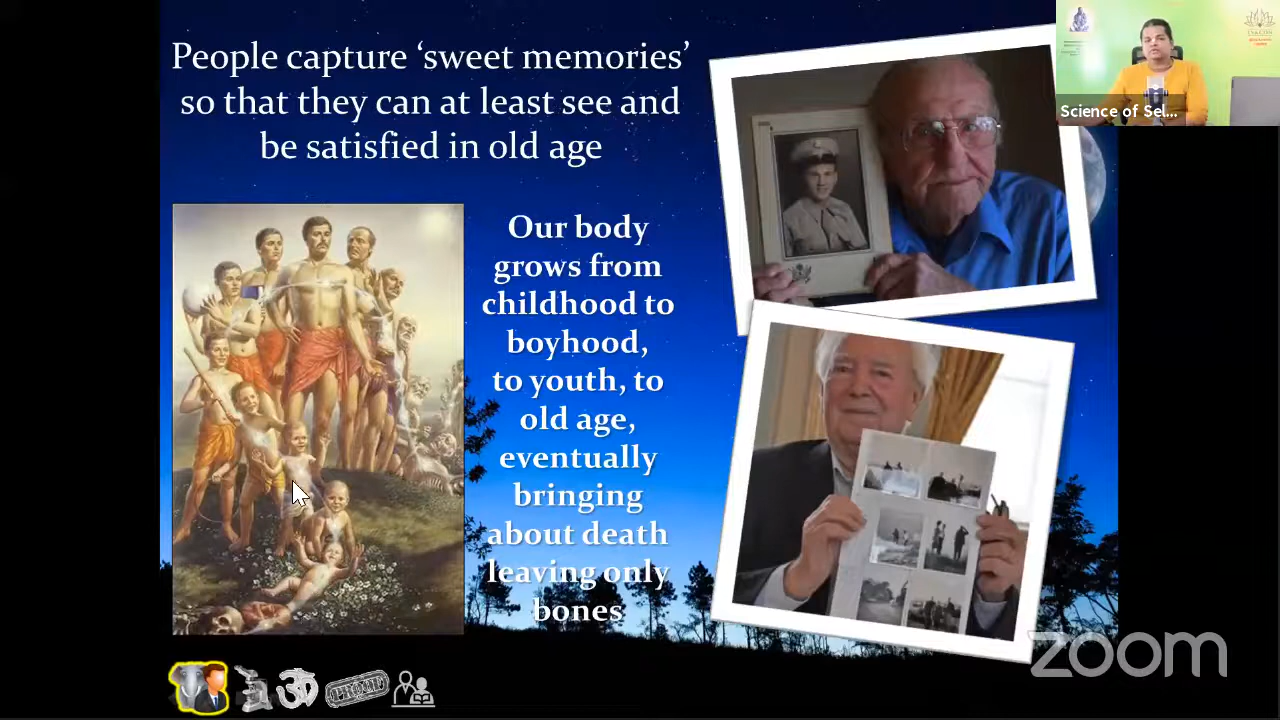 People capture ‘sweet memories’
so that they can at least see and
be satisfied in old age
Our body
grows from
childhood to
boyhood,
to youth, to
old age,
eventually
bringing
about death
leaving only
bones
Science of Sel...
zoom